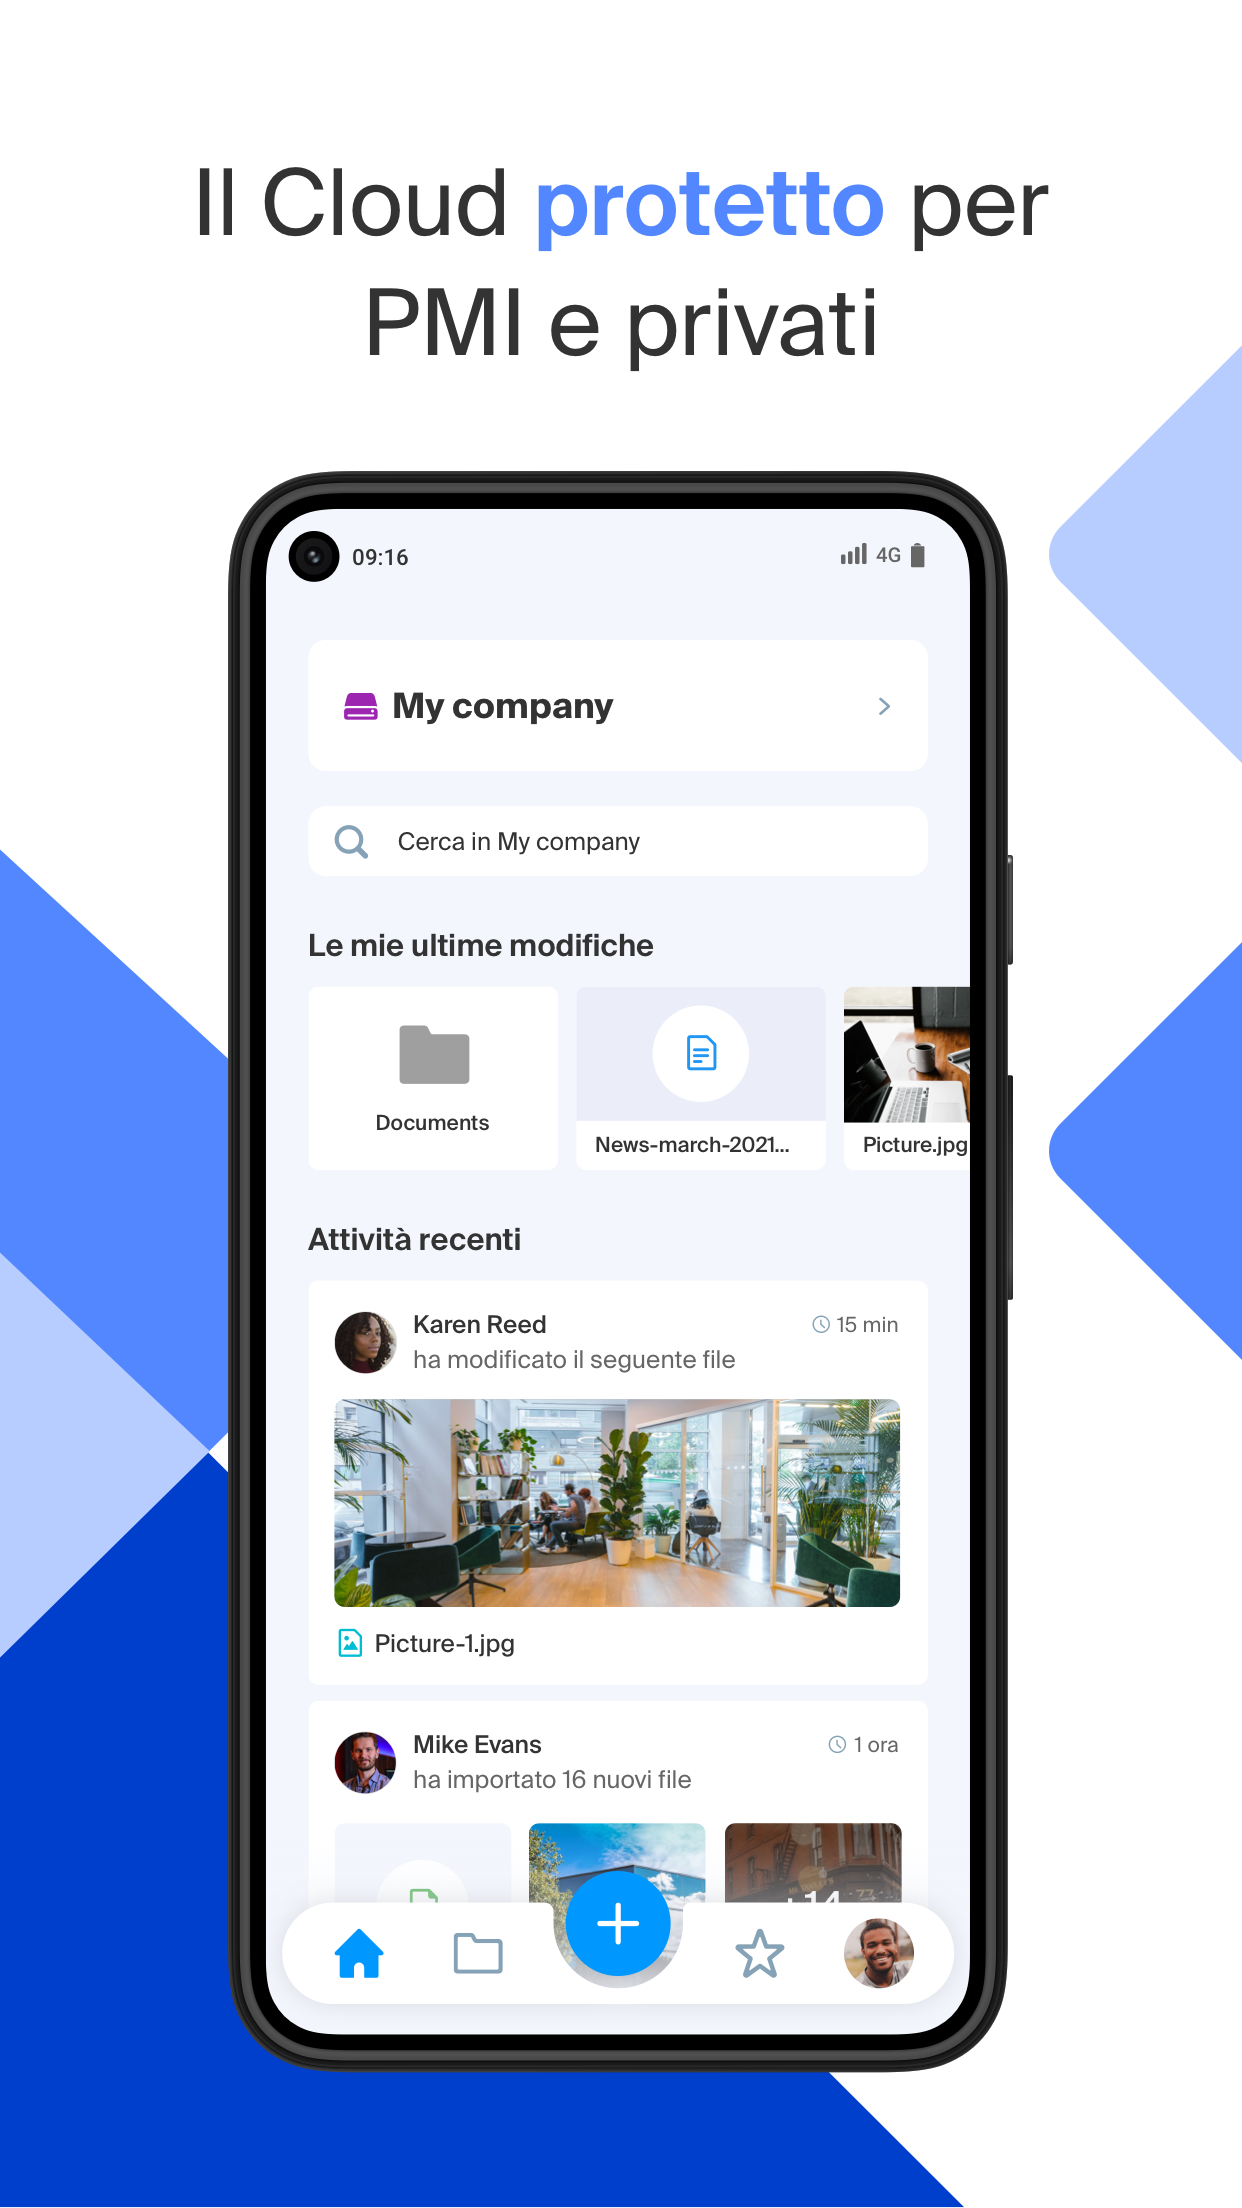 Il Cloud protetto per
PMI e privati
09:16
4G
My company
Cerca in My company
Le mie ultime modifiche
Documents
News-march-2021...
Picture.jpg
Attività recenti
Karen Reed
15 min
ha modificato il seguente file
Picture-1.jpg
Mike Evans
1 ora
ha importato 16 nuovi file
+14